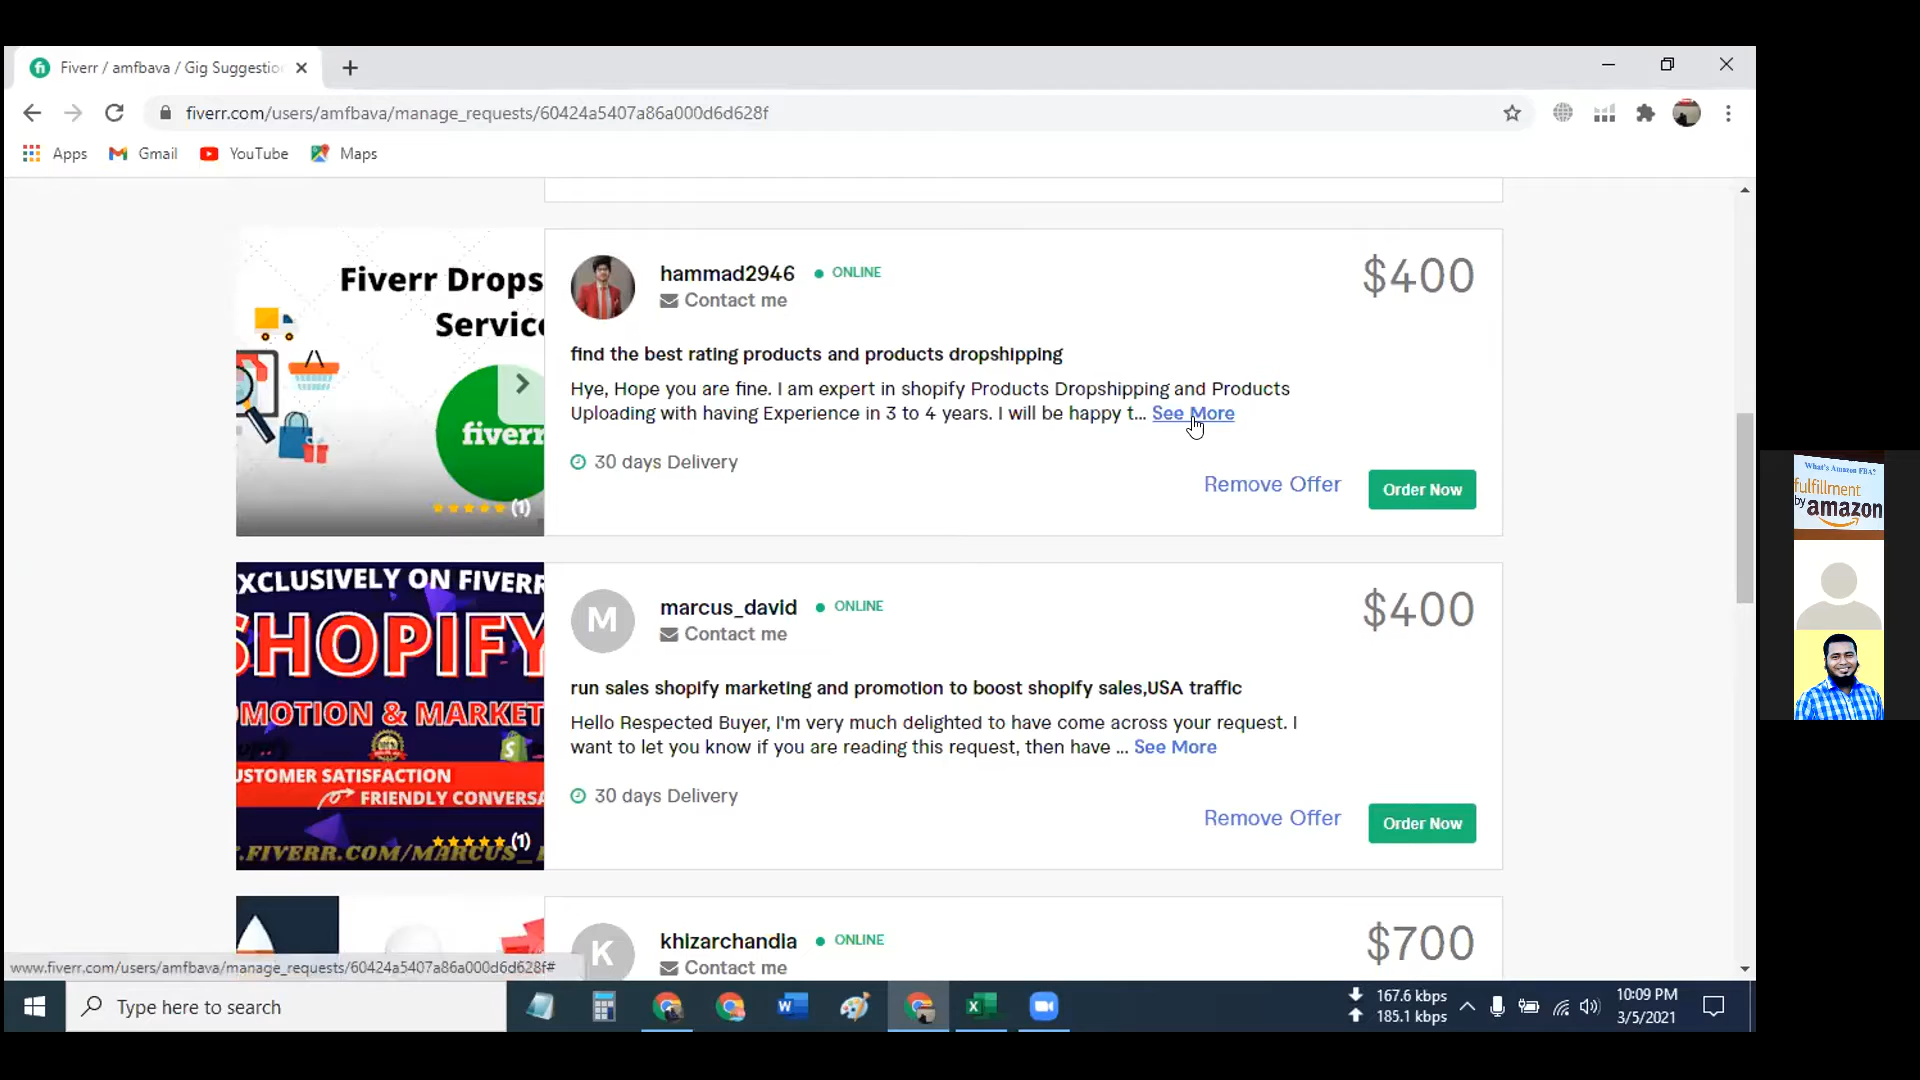 Fiverr / amfbava / Gig Suggestio
fiverr.com/users/amfbava/manage_requests/60424a5407a86a000d6d628f
Apps
Gmail
YouTube
Maps
Fiverr Drops
Service
fiverr
(1)
hammad2946
ONLINE
Contact me
$400
find the best rating products and products dropshipping
Hye, Hope you are fine. I am expert in shopify Products Dropshipping and Products
Uploading with having Experience in 3 to 4 years. I will be happy t... See More
30 days Delivery
Remove Offer
Order Now
XCLUSIVELY ON FIVERR
SHOPIFY
MOTION & MARKET
USTOMER SATISFACTION
FRIENDLY CONVERSA
.FIVERR.COM/MARCUS_
(1)
M
marcus_david
ONLINE
Contact me
$400
run sales shopify marketing and promotion to boost shopify sales,USA traffic
Hello Respected Buyer, I'm very much delighted to have come across your request. I
want to let you know if you are reading this request, then have ... See More
30 days Delivery
Remove Offer
Order Now
K
khizarchandia
ONLINE
Contact me
$700
www.fiverr.com/users/amfbava/manage_requests/60424a5407a86a000d6d628f#
Type here to search
167.6 kbps
185.1 kbps
10:09 PM
3/5/2021
What's Amazon FBA?
fulfillment
by amazon